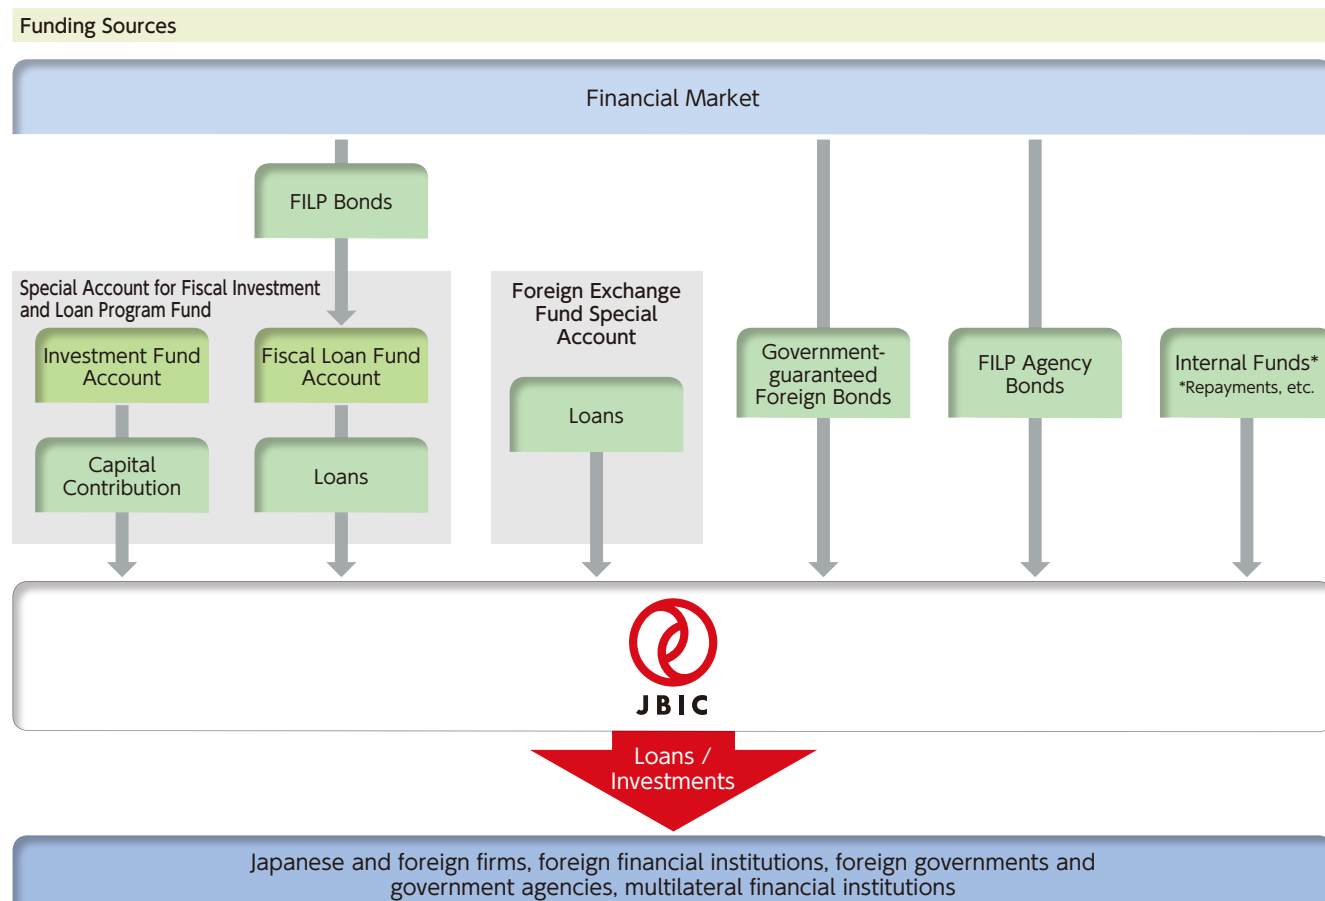 Funding Sources
Financial Market
FILP Bonds
Special Account for Fiscal Investment
and Loan Program Fund
Investment Fund
Account
Fiscal Loan Fund
Account
Capital
Contribution
Loans
Foreign Exchange
Fund Special
Account
Loans
Government-
guaranteed
Foreign Bonds
FILP Agency
Bonds
Internal Funds*
*Repayments, etc.
JBIC
Loans /
Investments
Japanese and foreign firms, foreign financial institutions, foreign governments and
government agencies, multilateral financial institutions